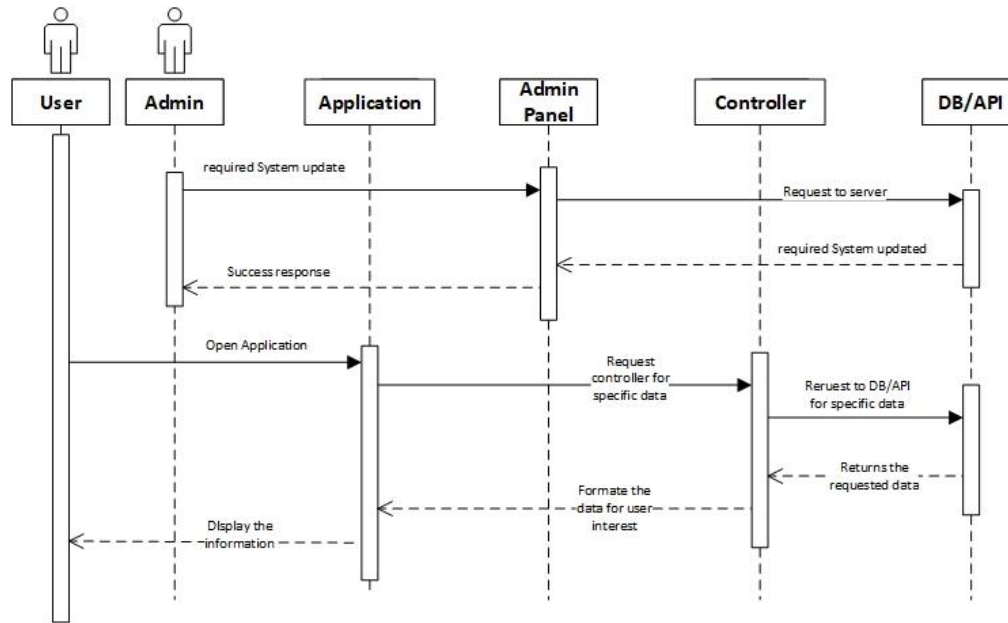 User
Admin
Application
Admin
Panel
Controller
DB/API
required System update
Request to server
required System updated
Success response
Open Application
Request
controller for
specific data
Reruest to DB/API
for specific data
Returns the
requested data
Formate the
data for user
interest
DIsplay the
information